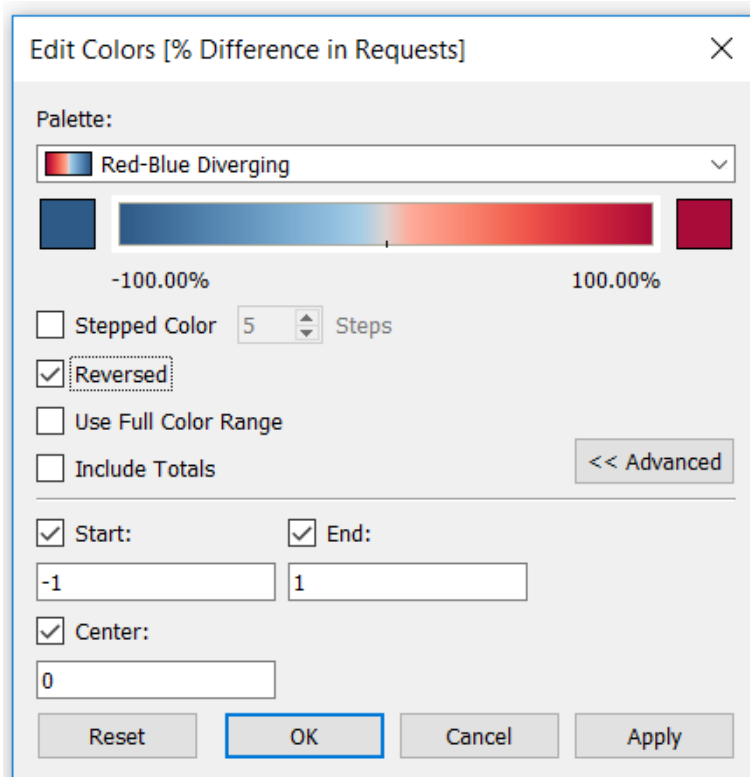 Edit Colors [% Difference in Requests]
Palette:
Red-Blue Diverging
-100.00% 100.00%
Stepped Color 5 Steps
Reversed
Use Full Color Range
Include Totals << Advanced
Start: End:
-1 1
Center:
0
Reset OK Cancel Apply